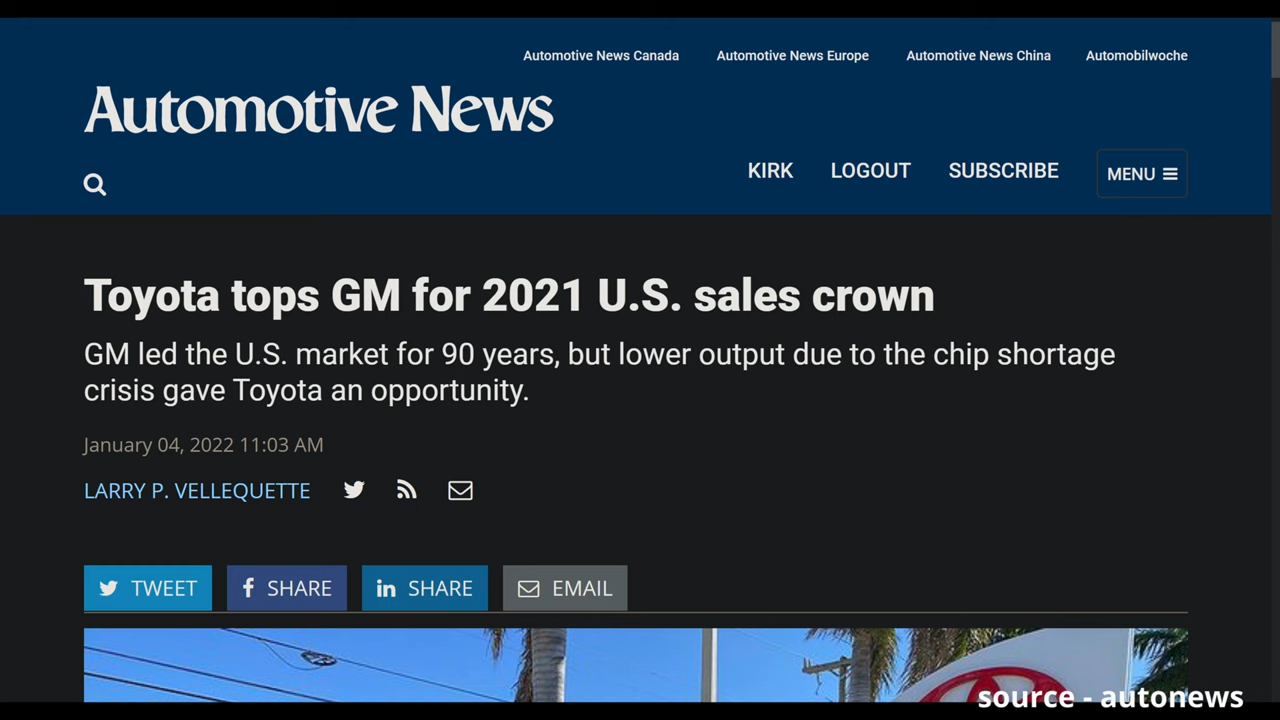 Automotive News Canada Automotive News Europe Automotive News China Automobilwoche
Automotive News
KIRK LOGOUT SUBSCRIBE MENU
Toyota tops GM for 2021 U.S. sales crown
GM led the U.S. market for 90 years, but lower output due to the chip shortage
crisis gave Toyota an opportunity.
January 04, 2022 11:03 AM
LARRY P. VELLEQUETTE
TWEET SHARE SHARE EMAIL
source - autonews